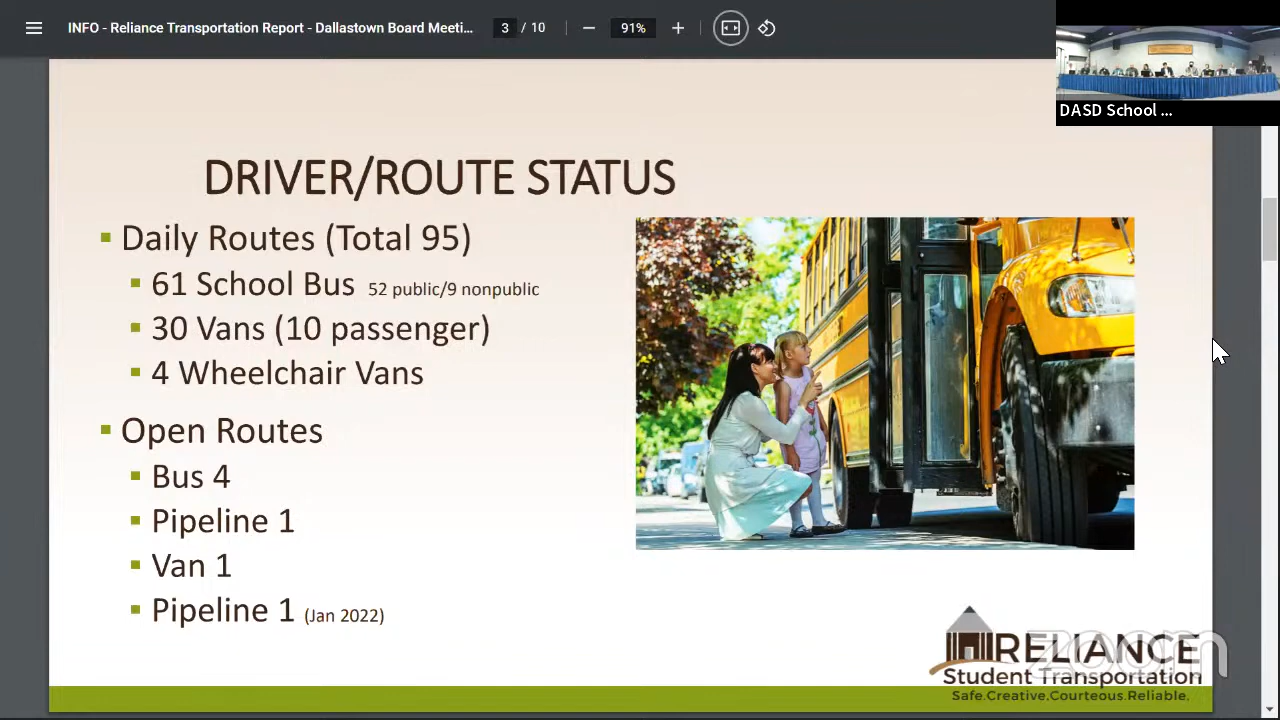 INFO - Reliance Transportation Report - Dallastown Board Meeti...
3 / 10
91%
DASD School ...
DRIVER/ROUTE STATUS
Daily Routes (Total 95)
61 School Bus 52 public/9 nonpublic
30 Vans (10 passenger)
4 Wheelchair Vans
Open Routes
Bus 4
Pipeline 1
Van 1
Pipeline 1 (Jan 2022)
RELIANCE
zoom
Student Transportation
Safe.Creative.Courteous.Reliable.